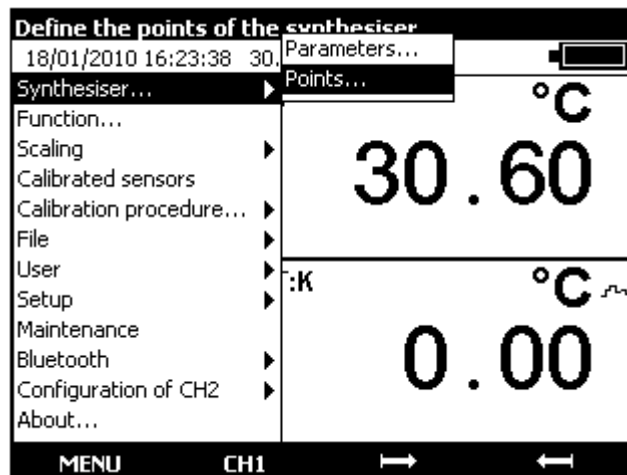 Define the points of the synthesiser
18/01/2010 16:23:38 30.
Parameters...
Points...
Synthesiser...
Function...
Scaling
Calibrated sensors
Calibration procedure...
File
User
Setup
Maintenance
Bluetooth
Configuration of CH2
About...
°C
30.60
:K
°C
0.00
MENU CH1